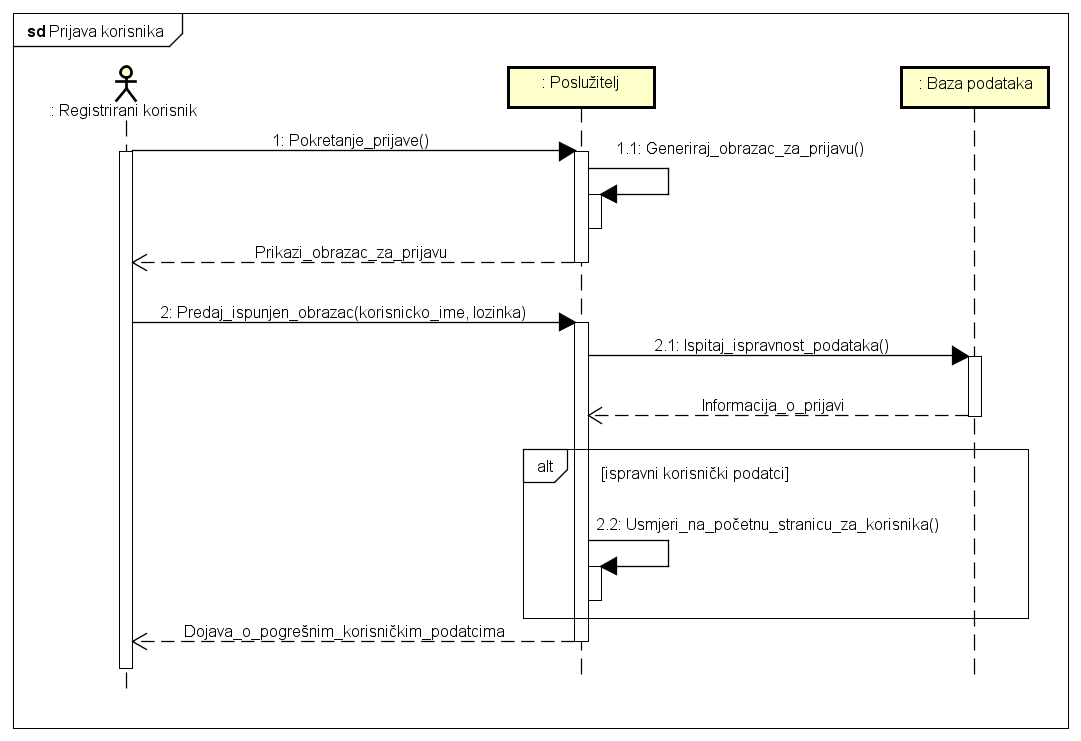 sd Prijava korisnika
: Registrirani korisnik
: Poslužitelj
: Baza podataka
1: Pokretanje_prijave()
1.1: Generiraj_obrazac_za_prijavu()
Prikazi_obrazac_za_prijavu
2: Predaj_ispunjen_obrazac(korisnicko_ime, lozinka)
2.1: Ispitaj_ispravnost_podataka()
Informacija_o_prijavi
alt
[ispravni korisnički podatci]
2.2: Usmjeri_na_početnu_stranicu_za_korisnika()
Dojava_o_pogrešnim_korisničkim_podatcima